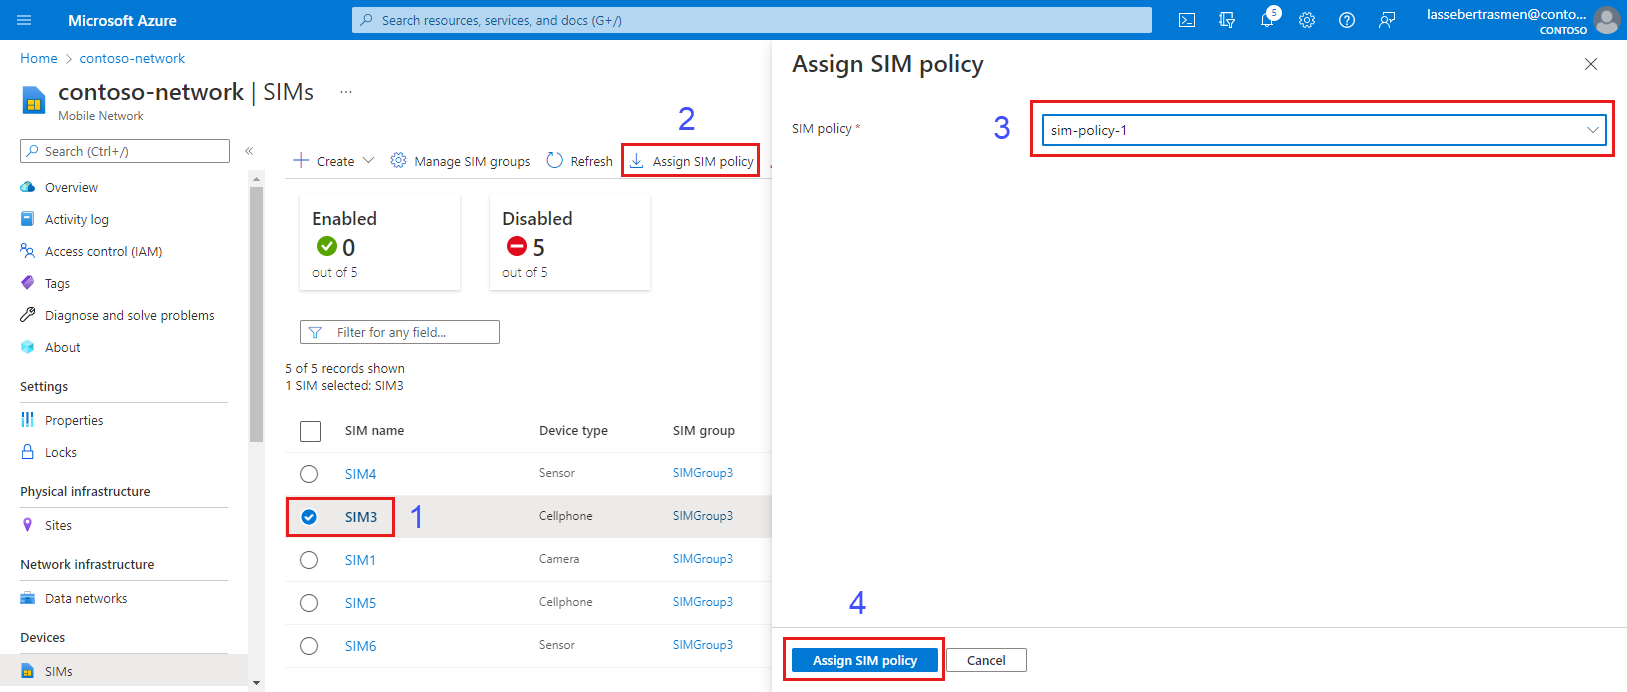 Microsoft Azure
Search resources, services, and docs (G+/)
5
lassebertrasmen@conto...
CONTOSO
Home > contoso-network
contoso-network | SIMs ...
Mobile Network
Search (Ctrl+/)
«
Overview
Activity log
Access control (IAM)
Tags
Diagnose and solve problems
About
Settings
Properties
Locks
Physical infrastructure
Sites
Network infrastructure
Data networks
Devices
SIMs
2
Create
Manage SIM groups
Refresh
Assign SIM policy
Enabled
0
out of 5
Disabled
5
out of 5
Filter for any field...
5 of 5 records shown
1 SIM selected: SIM3
SIM name Device type SIM group
SIM4 Sensor SIMGroup3
SIM3 1 Cellphone SIMGroup3
SIM1 Camera SIMGroup3
SIM5 Cellphone SIMGroup3
SIM6 Sensor SIMGroup3
Assign SIM policy
SIM policy *
3
sim-policy-1
4
Assign SIM policy
Cancel